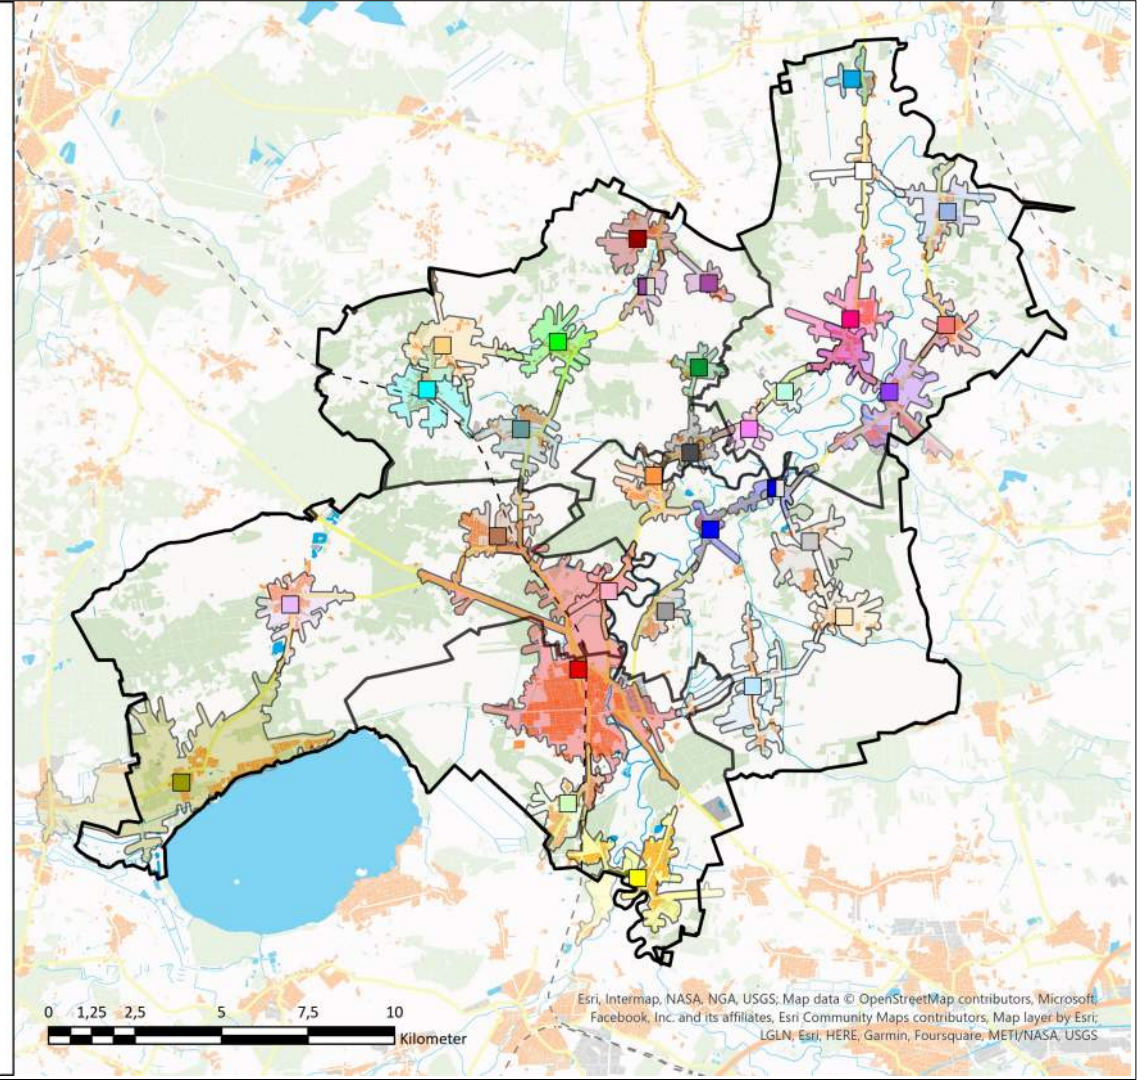 0 1,25 2,5 5 7,5 10
Kilometer
Esri, Intermap, NASA, NGA, USGS; Map data © OpenStreetMap contributors, Microsoft,
Facebook, Inc. and its affiliates, Esri Community Maps contributors, Map layer by Esri;
LGLN, Esri, HERE, Garmin, Foursquare, METI/NASA, USGS